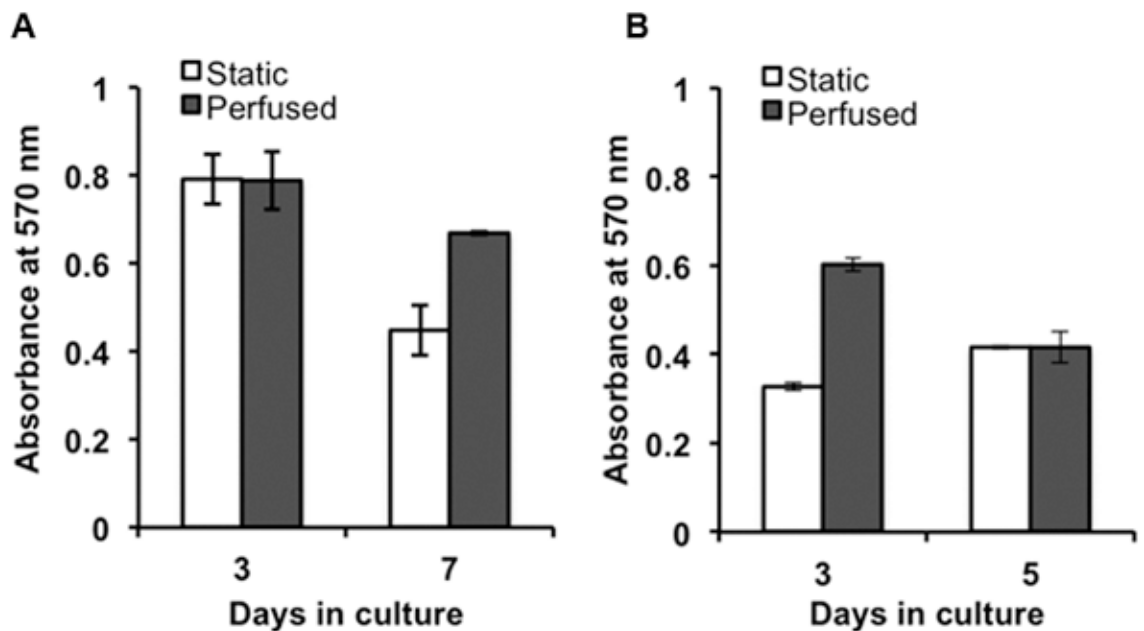 A
Static
Perfused
1
0.8
0.6
0.4
0.2
0
Absorbance at 570 nm
3 7
Days in culture
B
Static
Perfused
1
0.8
0.6
0.4
0.2
0
Absorbance at 570 nm
3 5
Days in culture